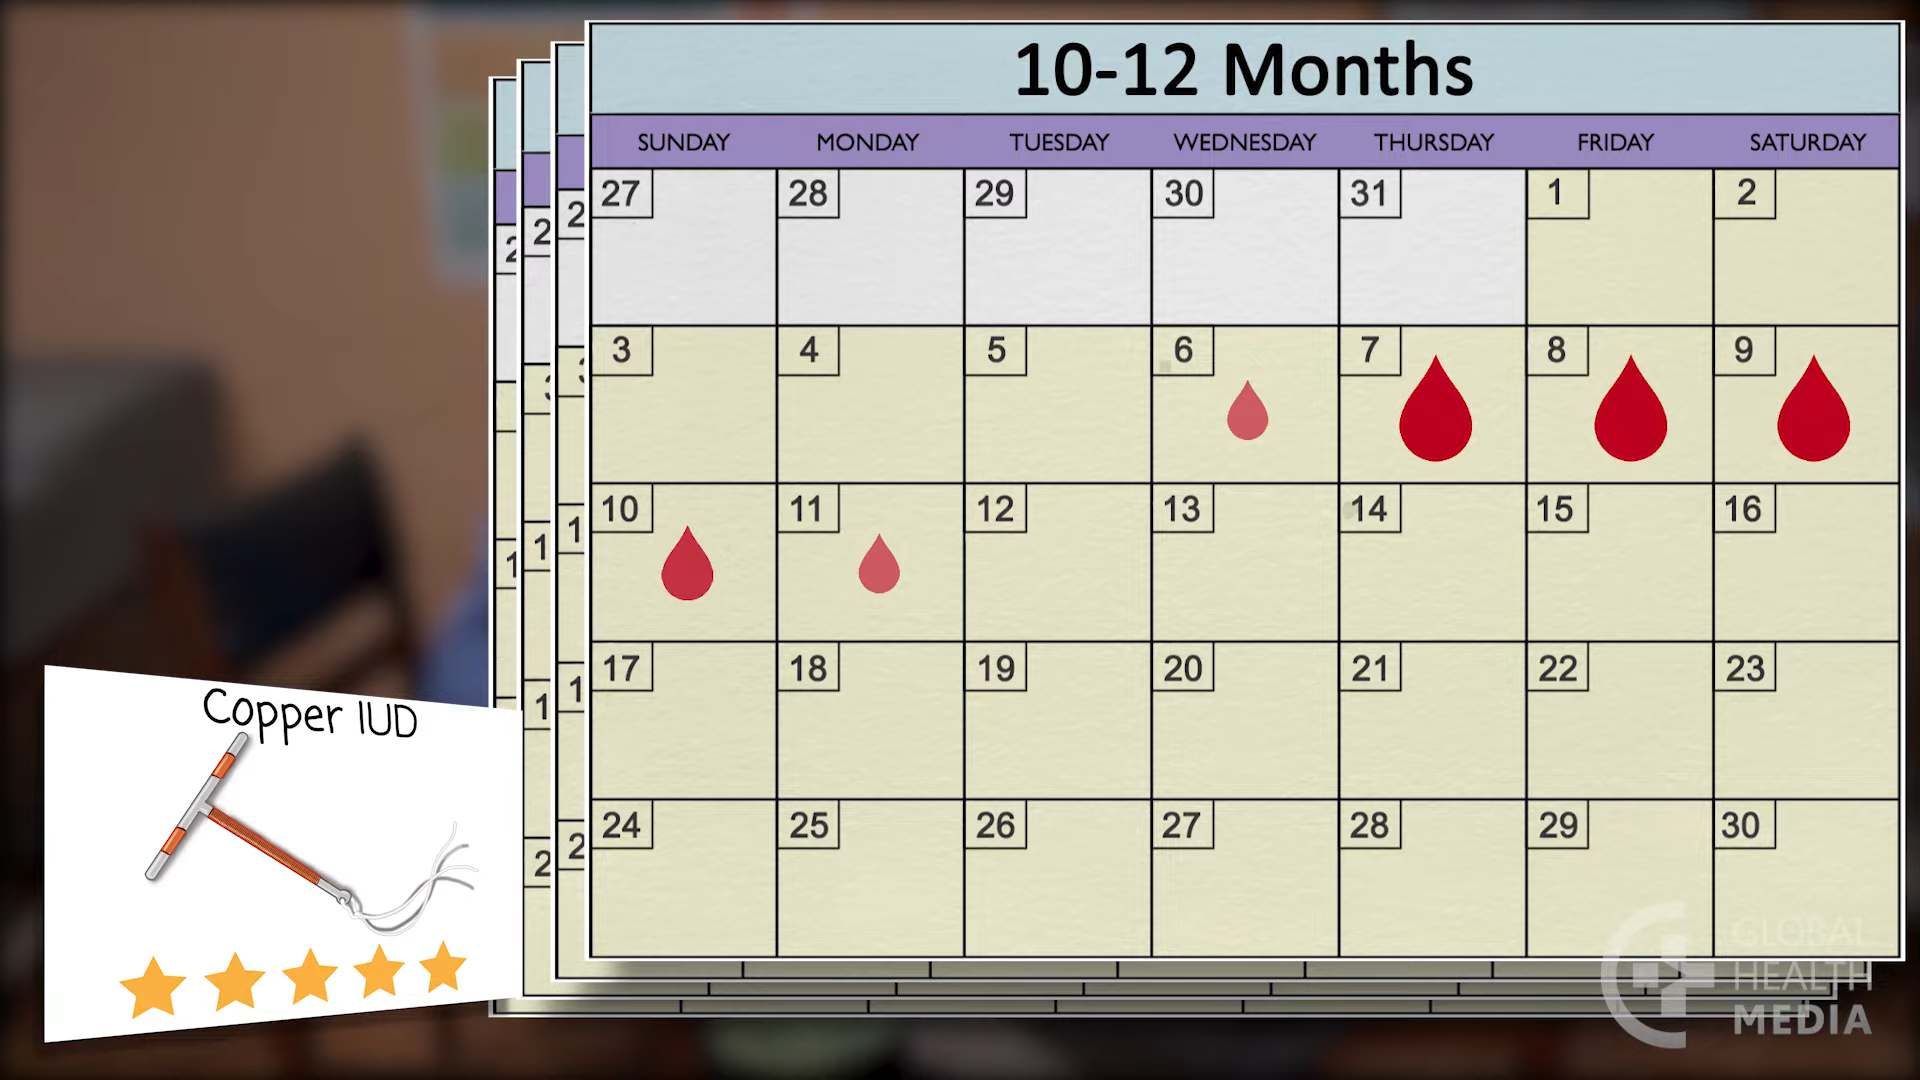 10-12 Months
SUNDAY MONDAY TUESDAY WEDNESDAY THURSDAY FRIDAY SATURDAY
27 28 29 30 31 1 2
3 4 5 6 7 8 9
10 11 12 13 14 15 16
17 18 19 20 21 22 23
24 25 26 27 28 29 30
Copper IUD
GLOBAL
HEALTH
MEDIA